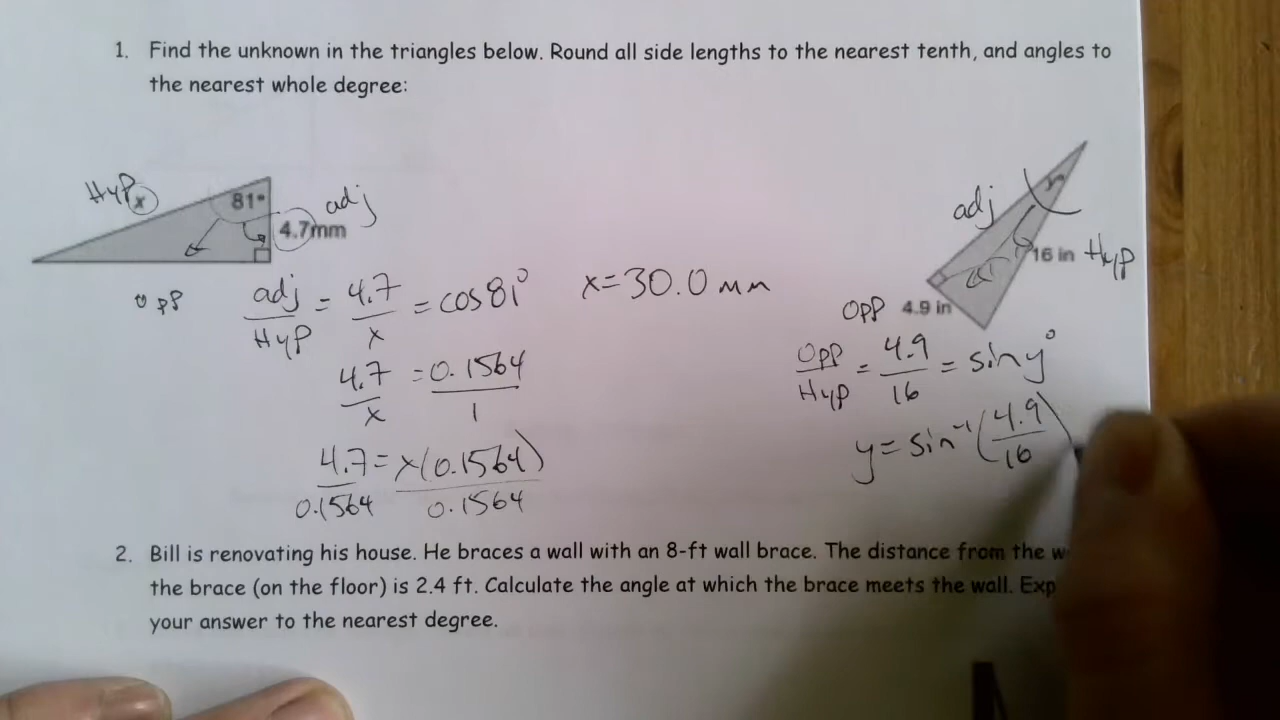 1. Find the unknown in the triangles below. Round all side lengths to the nearest tenth, and angles to
the nearest whole degree:
Hyp x
81°
4.7mm
adj
opp
adj/Hyp = 4.7/x = cos81°
4.7/x = 0.1564/1
4.7/0.1564 = x(0.1564)/0.1564
x=30.0mm
adj
y
16 in Hyp
opp 4.9 in
Opp/Hyp = 4.9/16 = sin y°
y = sin⁻¹(4.9/16)
2. Bill is renovating his house. He braces a wall with an 8-ft wall brace. The distance from the
the brace (on the floor) is 2.4 ft. Calculate the angle at which the brace meets the wall. Exp
your answer to the nearest degree.